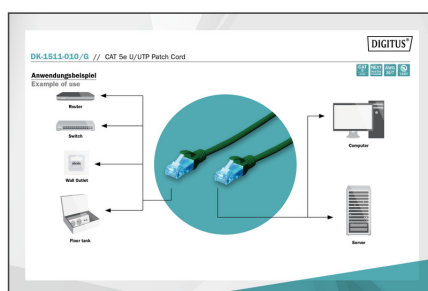 DIGITUS®
DK-1511-010/G // CAT 5e U/UTP Patch Cord
Anwendungsbeispiel
Example of use
Router
Switch
Wall Outlet
Floor tank
Computer
Server